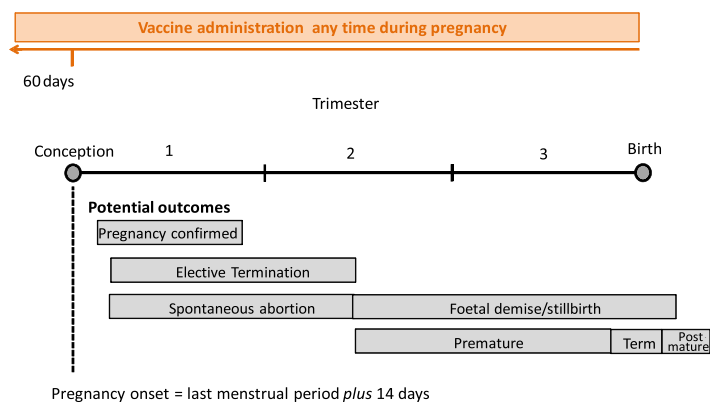 Vaccine administration any time during pregnancy
60 days
Trimester
Conception 1 2 3 Birth
Potential outcomes
Pregnancy confirmed
Elective Termination
Spontaneous abortion Foetal demise/stillbirth
Premature Term Post
mature
Pregnancy onset = last menstrual period plus 14 days